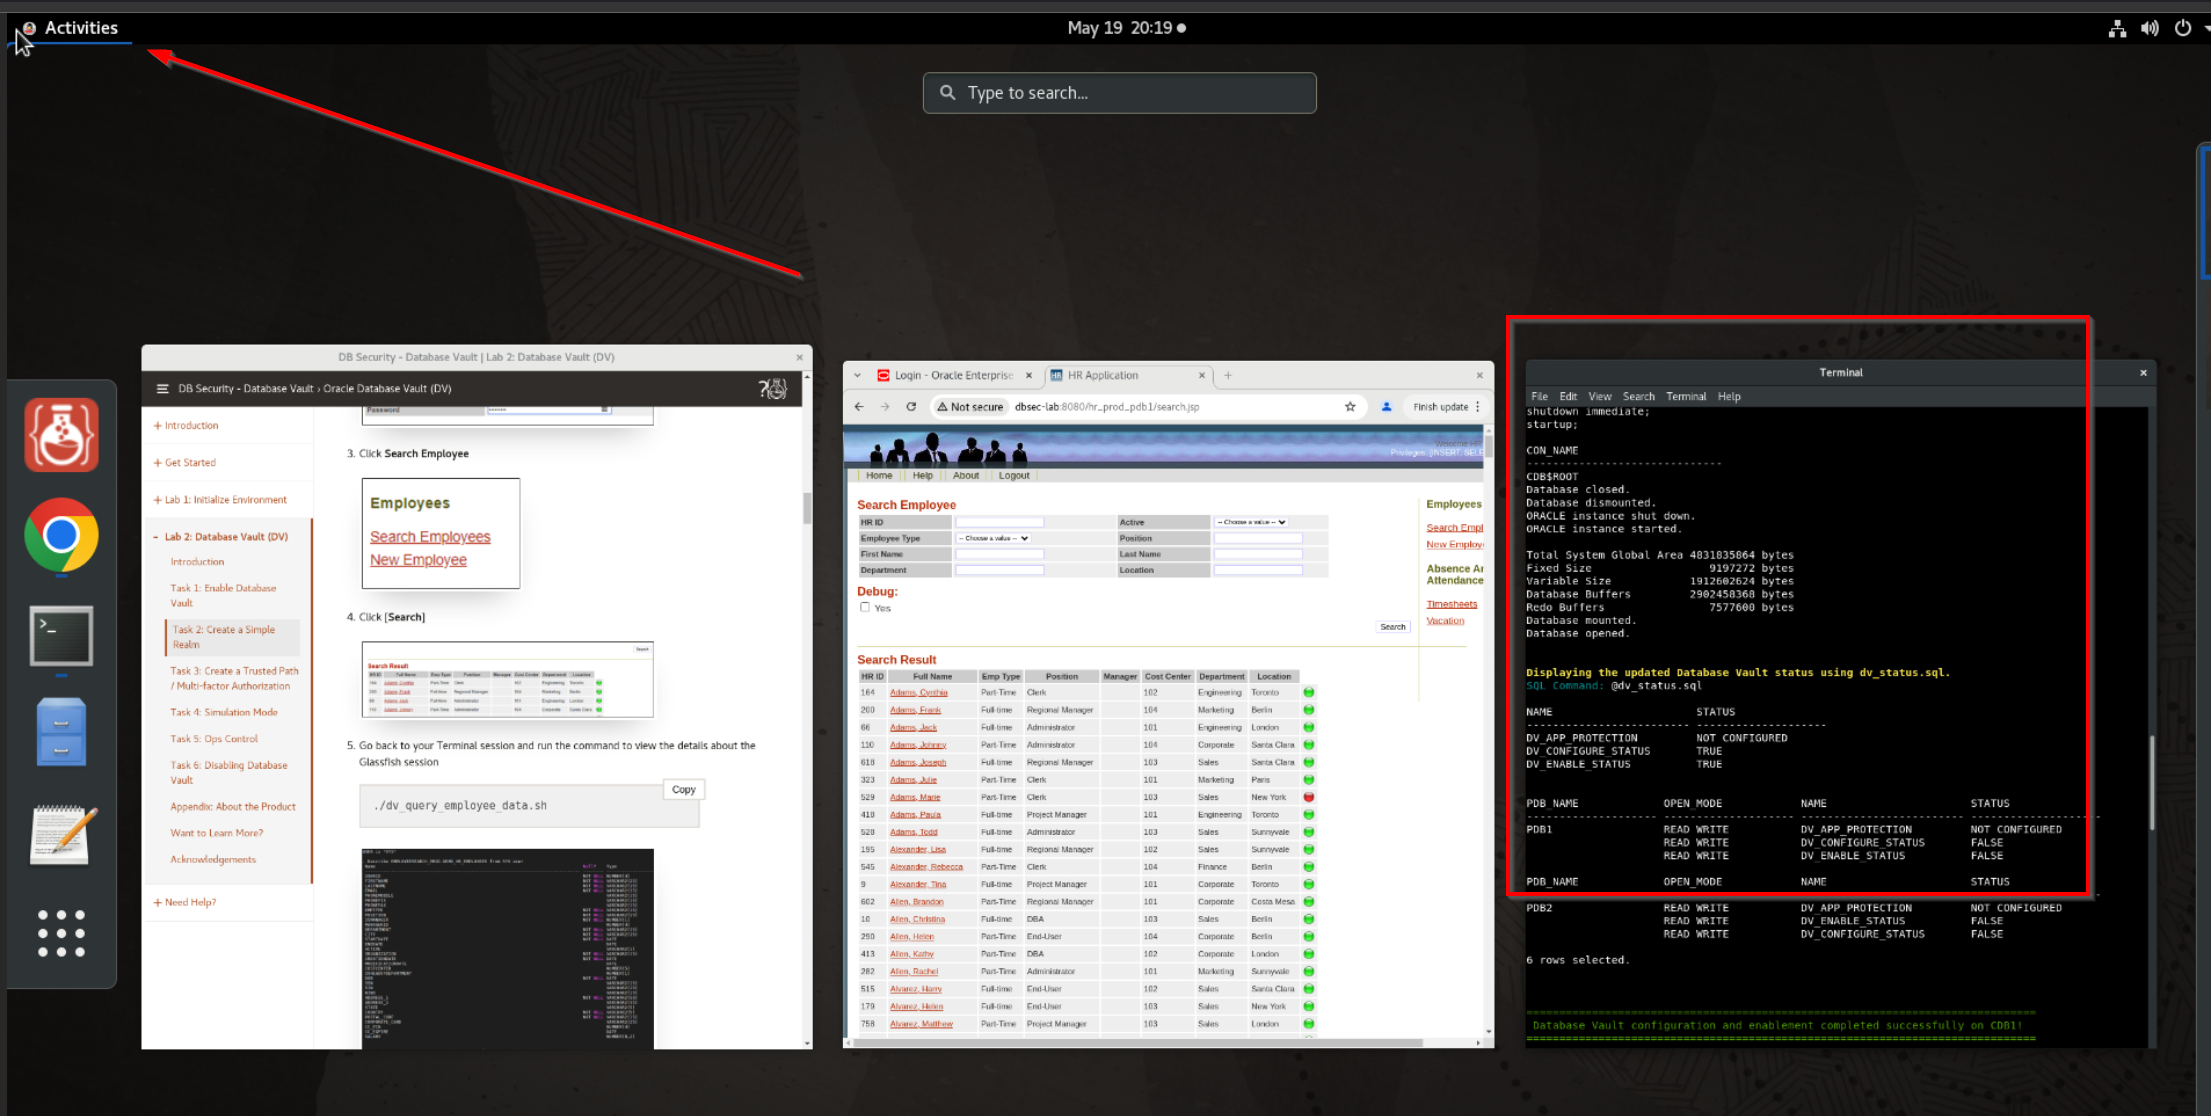 Activities
May 19 20:19
Type to search...
DB Security - Database Vault | Lab 2: Database Vault (DV)
DB Security - Database Vault › Oracle Database Vault (DV)
+ Introduction
+ Get Started
+ Lab 1: Initialize Environment
- Lab 2: Database Vault (DV)
Introduction
Task 1: Enable Database
Vault
Task 2: Create a Simple
Realm
Task 3: Create a Trusted Path
/ Multi-factor Authorization
Task 4: Simulation Mode
Task 5: Ops Control
Task 6: Disabling Database
Vault
Appendix: About the Product
Want to Learn More?
Acknowledgements
+ Need Help?
Password
3. Click Search Employee
Employees
Search Employees
New Employee
4. Click [Search]
Search
Search Result
5. Go back to your Terminal session and run the command to view the details about the
Glassfish session
Copy
./dv_query_employee_data.sh
Login - Oracle Enterprise
HR Application
Not secure dbsec-lab:8080/hr_prod_pdb1/search.jsp
Finish update
Home Help About Logout
Search Employee
HR ID Active -- Choose a value --
Employee Type -- Choose a value -- Position
First Name Last Name
Department Location
Debug:
Yes
Search
Employees
Search Empl
New Employ
Absence Ar
Attendance
Timesheets
Vacation
Search Result
HR ID Full Name Emp Type Position Manager Cost Center Department Location
164 Adams, Cynthia Part-Time Clerk 102 Engineering Toronto
200 Adams, Frank Full-time Regional Manager 104 Marketing Berlin
66 Adams, Jack Full-time Administrator 101 Engineering London
110 Adams, Johnny Part-Time Administrator 104 Corporate Santa Clara
618 Adams, Joseph Full-time Regional Manager 103 Sales Santa Clara
323 Adams, Julie Part-Time Clerk 101 Marketing Paris
529 Adams, Marie Part-Time Clerk 103 Sales New York
418 Adams, Paula Full-time Project Manager 101 Engineering Toronto
528 Adams, Todd Full-time Administrator 103 Sales Sunnyvale
195 Alexander, Lisa Full-time Regional Manager 102 Sales Sunnyvale
545 Alexander, Rebecca Part-Time Clerk 104 Finance Berlin
9 Alexander, Tina Full-time Project Manager 101 Corporate Toronto
602 Allen, Brandon Part-Time Regional Manager 101 Corporate Costa Mesa
10 Allen, Christina Full-time DBA 103 Sales Berlin
290 Allen, Helen Part-Time End-User 104 Corporate Berlin
413 Allen, Kathy Part-Time DBA 102 Corporate London
282 Allen, Rachel Part-Time Administrator 101 Marketing Sunnyvale
515 Alvarez, Harry Full-time End-User 102 Sales Santa Clara
179 Alvarez, Helen Full-time End-User 103 Sales New York
758 Alvarez, Matthew Part-Time Project Manager 103 Sales London
Terminal
File Edit View Search Terminal Help
shutdown immediate;
startup;
CON_NAME
------------------------------
CDB$ROOT
Database closed.
Database dismounted.
ORACLE instance shut down.
ORACLE instance started.
Total System Global Area 4831835864 bytes
Fixed Size 9197272 bytes
Variable Size 1912602624 bytes
Database Buffers 2902458368 bytes
Redo Buffers 7577600 bytes
Database mounted.
Database opened.
Displaying the updated Database Vault status using dv_status.sql.
SQL Command: @dv_status.sql
NAME STATUS
DV_APP_PROTECTION NOT CONFIGURED
DV_CONFIGURE_STATUS TRUE
DV_ENABLE_STATUS TRUE
PDB_NAME OPEN_MODE NAME STATUS
PDB1 READ WRITE DV_APP_PROTECTION NOT CONFIGURED
READ WRITE DV_CONFIGURE_STATUS FALSE
READ WRITE DV_ENABLE_STATUS FALSE
PDB_NAME OPEN_MODE NAME STATUS
PDB2 READ WRITE DV_APP_PROTECTION NOT CONFIGURED
READ WRITE DV_ENABLE_STATUS FALSE
READ WRITE DV_CONFIGURE_STATUS FALSE
6 rows selected.
Database Vault configuration and enablement completed successfully on CDB1!